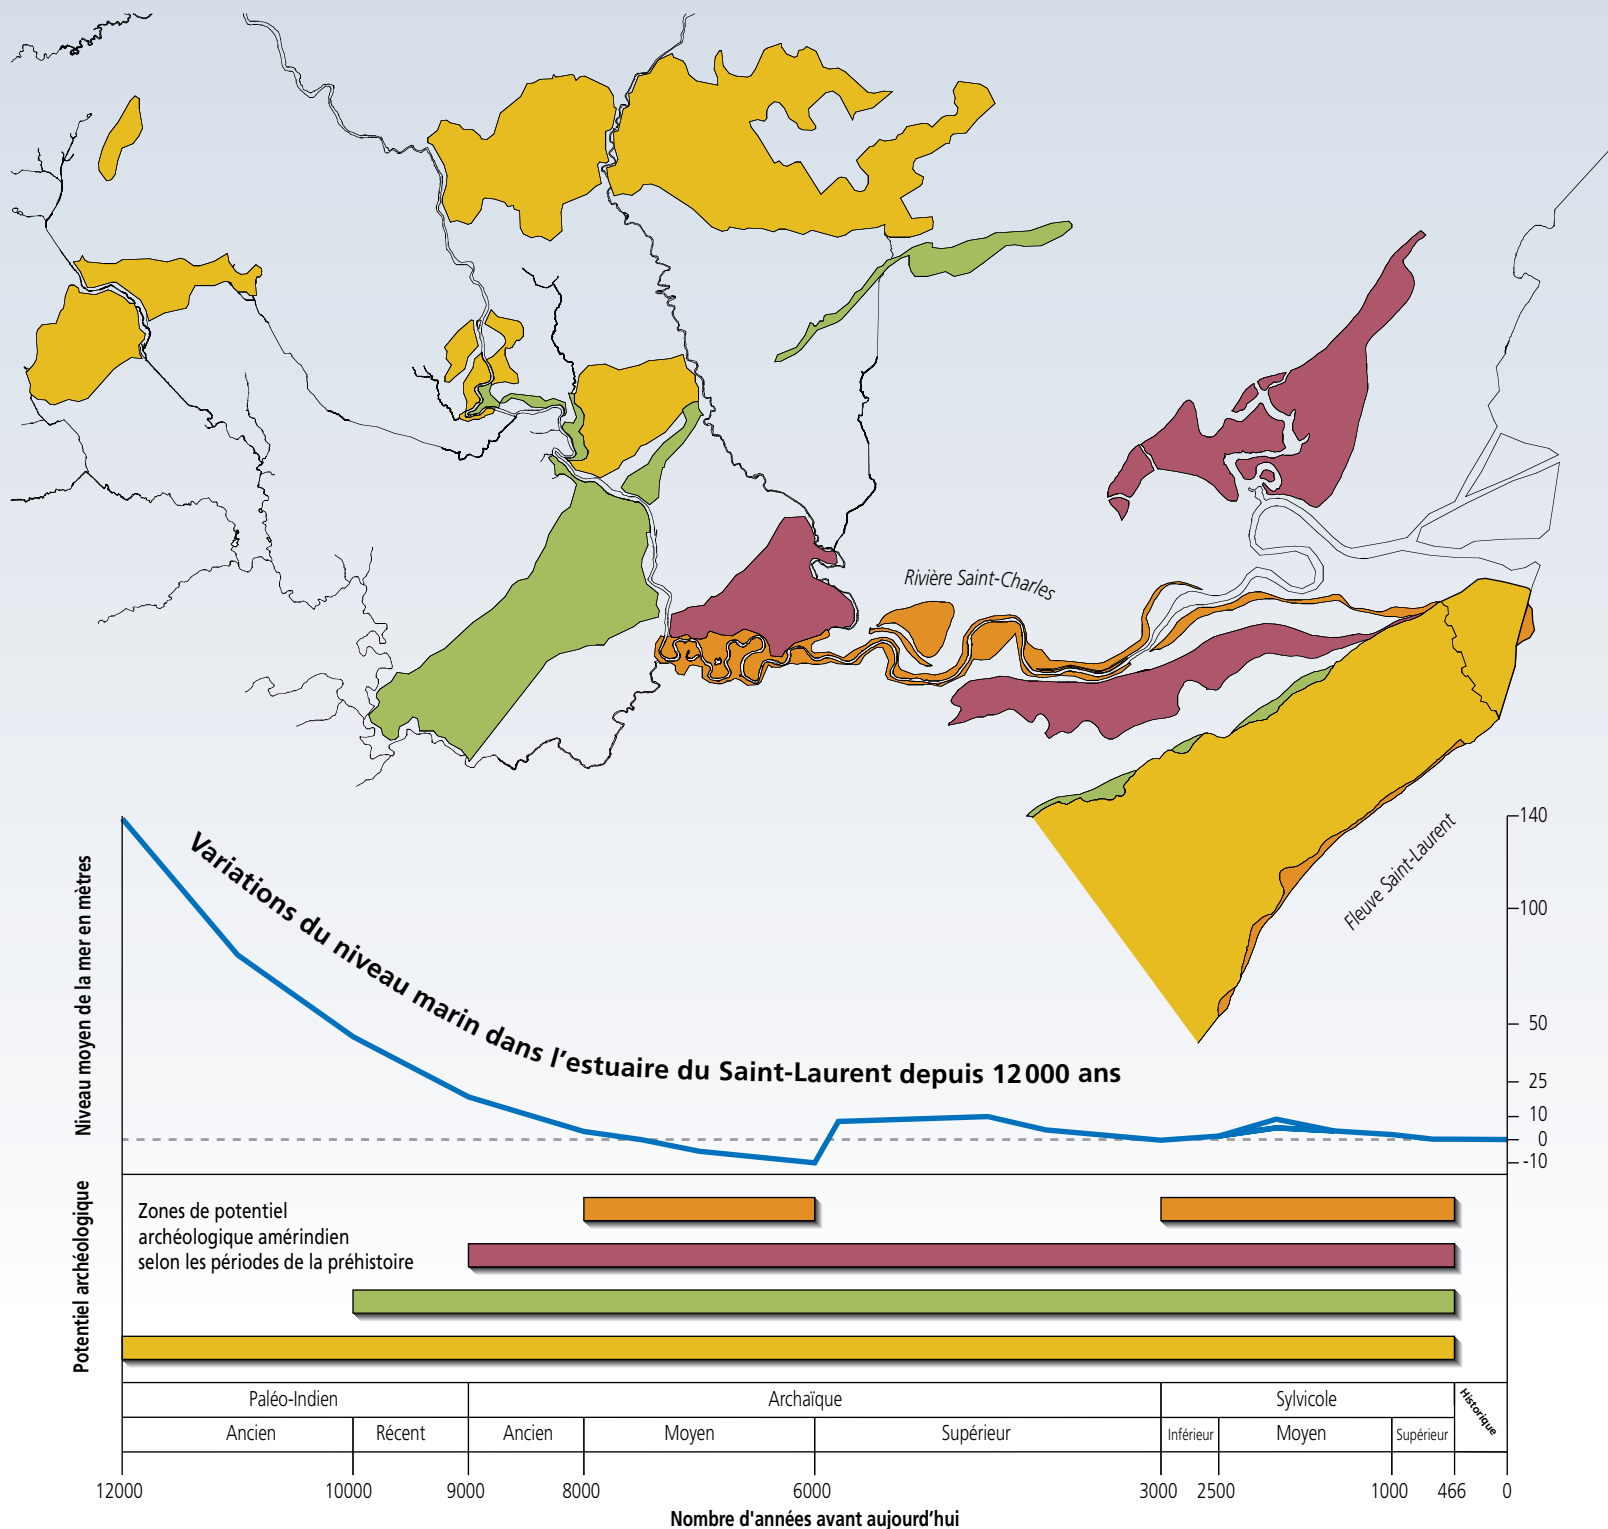 Rivière Saint-Charles
Fleuve Saint-Laurent
Variations du niveau marin dans l'estuaire du Saint-Laurent depuis 12 000 ans
Niveau moyen de la mer en mètres
140
100
50
25
10
0
-10
Potentiel archéologique
Zones de potentiel
archéologique amérindien
selon les périodes de la préhistoire
Paléo-Indien
Archaïque
Sylvicole
Historique
Ancien
Récent
Ancien
Moyen
Supérieur
Inférieur
Moyen
Supérieur
12000
10000
9000
8000
6000
3000
2500
1000
466
0
Nombre d'années avant aujourd'hui